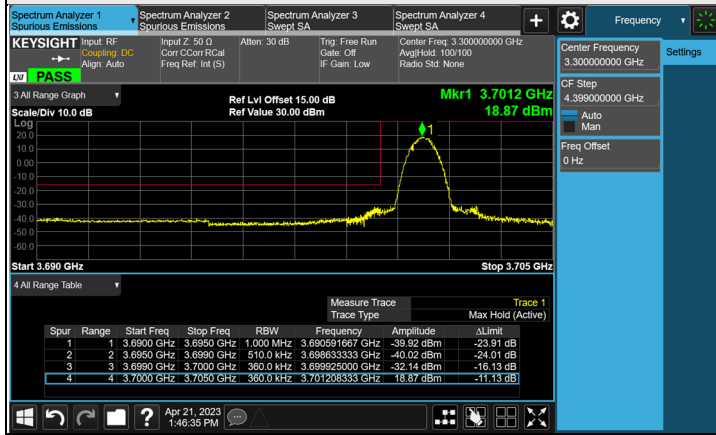 Spectrum Analyzer 1
Spurious Emissions
Spectrum Analyzer 2
Spurious Emissions
Spectrum Analyzer 3
Swept SA
Spectrum Analyzer 4
Swept SA
+
Frequency
KEYSIGHT
Input: RF
Coupling: DC
Align: Auto
Input Z: 50 Ω
Corr CCorr RCal
Freq Ref: Int (S)
Atten: 30 dB
Trig: Free Run
Gate: Off
IF Gain: Low
Center Freq: 3.300000000 GHz
Avg|Hold: 100/100
Radio Std: None
LXI PASS
Center Frequency
3.300000000 GHz
Settings
CF Step
4.399000000 GHz
Auto
Man
Freq Offset
0 Hz
3 All Range Graph
Scale/Div 10.0 dB
Ref Lvl Offset 15.00 dB
Ref Value 30.00 dBm
Mkr1 3.7012 GHz
18.87 dBm
Log
20.0
10.0
0.00
-10.0
-20.0
-30.0
-40.0
-50.0
-60.0
1
Start 3.690 GHz
Stop 3.705 GHz
4 All Range Table
Measure Trace Trace 1
Trace Type Max Hold (Active)
Spur Range Start Freq Stop Freq RBW Frequency Amplitude ΔLimit
1 1 3.6900 GHz 3.6950 GHz 1.000 MHz 3.690591667 GHz -39.92 dBm -23.91 dB
2 2 3.6950 GHz 3.6990 GHz 510.0 kHz 3.698633333 GHz -40.02 dBm -24.01 dB
3 3 3.6990 GHz 3.7000 GHz 360.0 kHz 3.699925000 GHz -32.14 dBm -16.13 dB
4 4 3.7000 GHz 3.7050 GHz 360.0 kHz 3.701208333 GHz 18.87 dBm -11.13 dB
?
Apr 21, 2023
1:46:35 PM